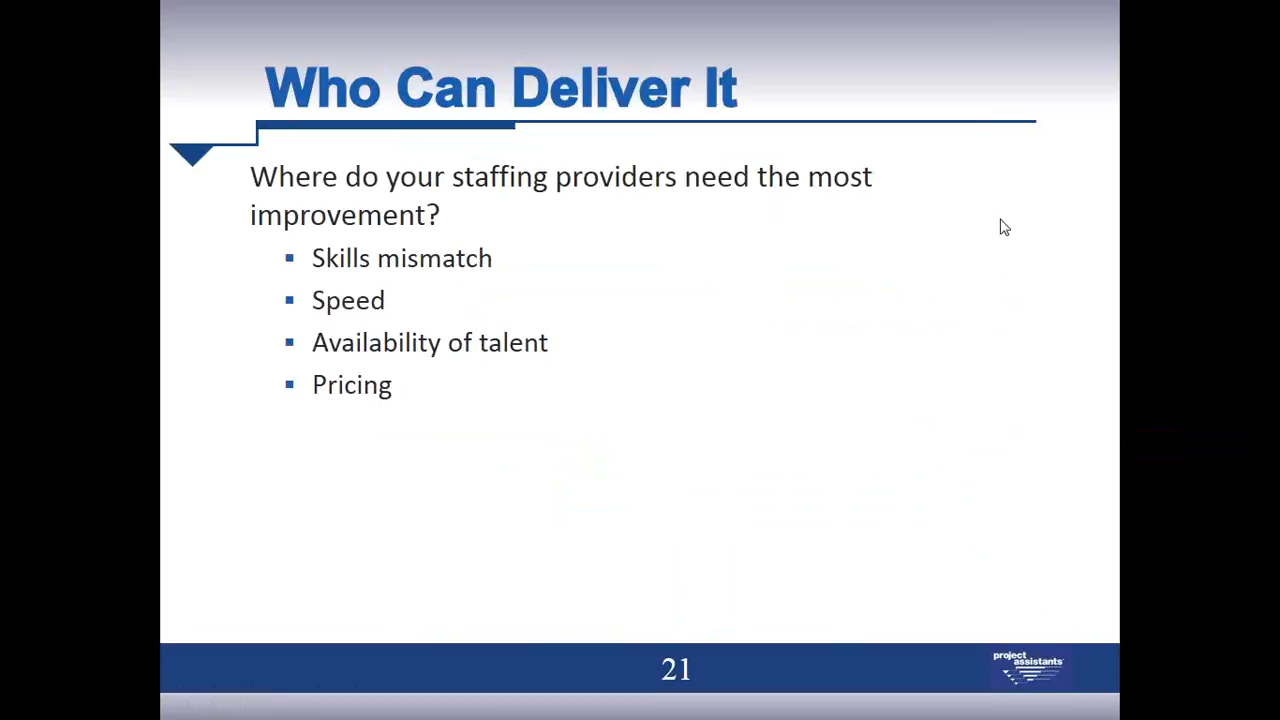 Who Can Deliver It
Where do your staffing providers need the most
improvement?
▪ Skills mismatch
▪ Speed
▪ Availability of talent
▪ Pricing
21
project
assistants